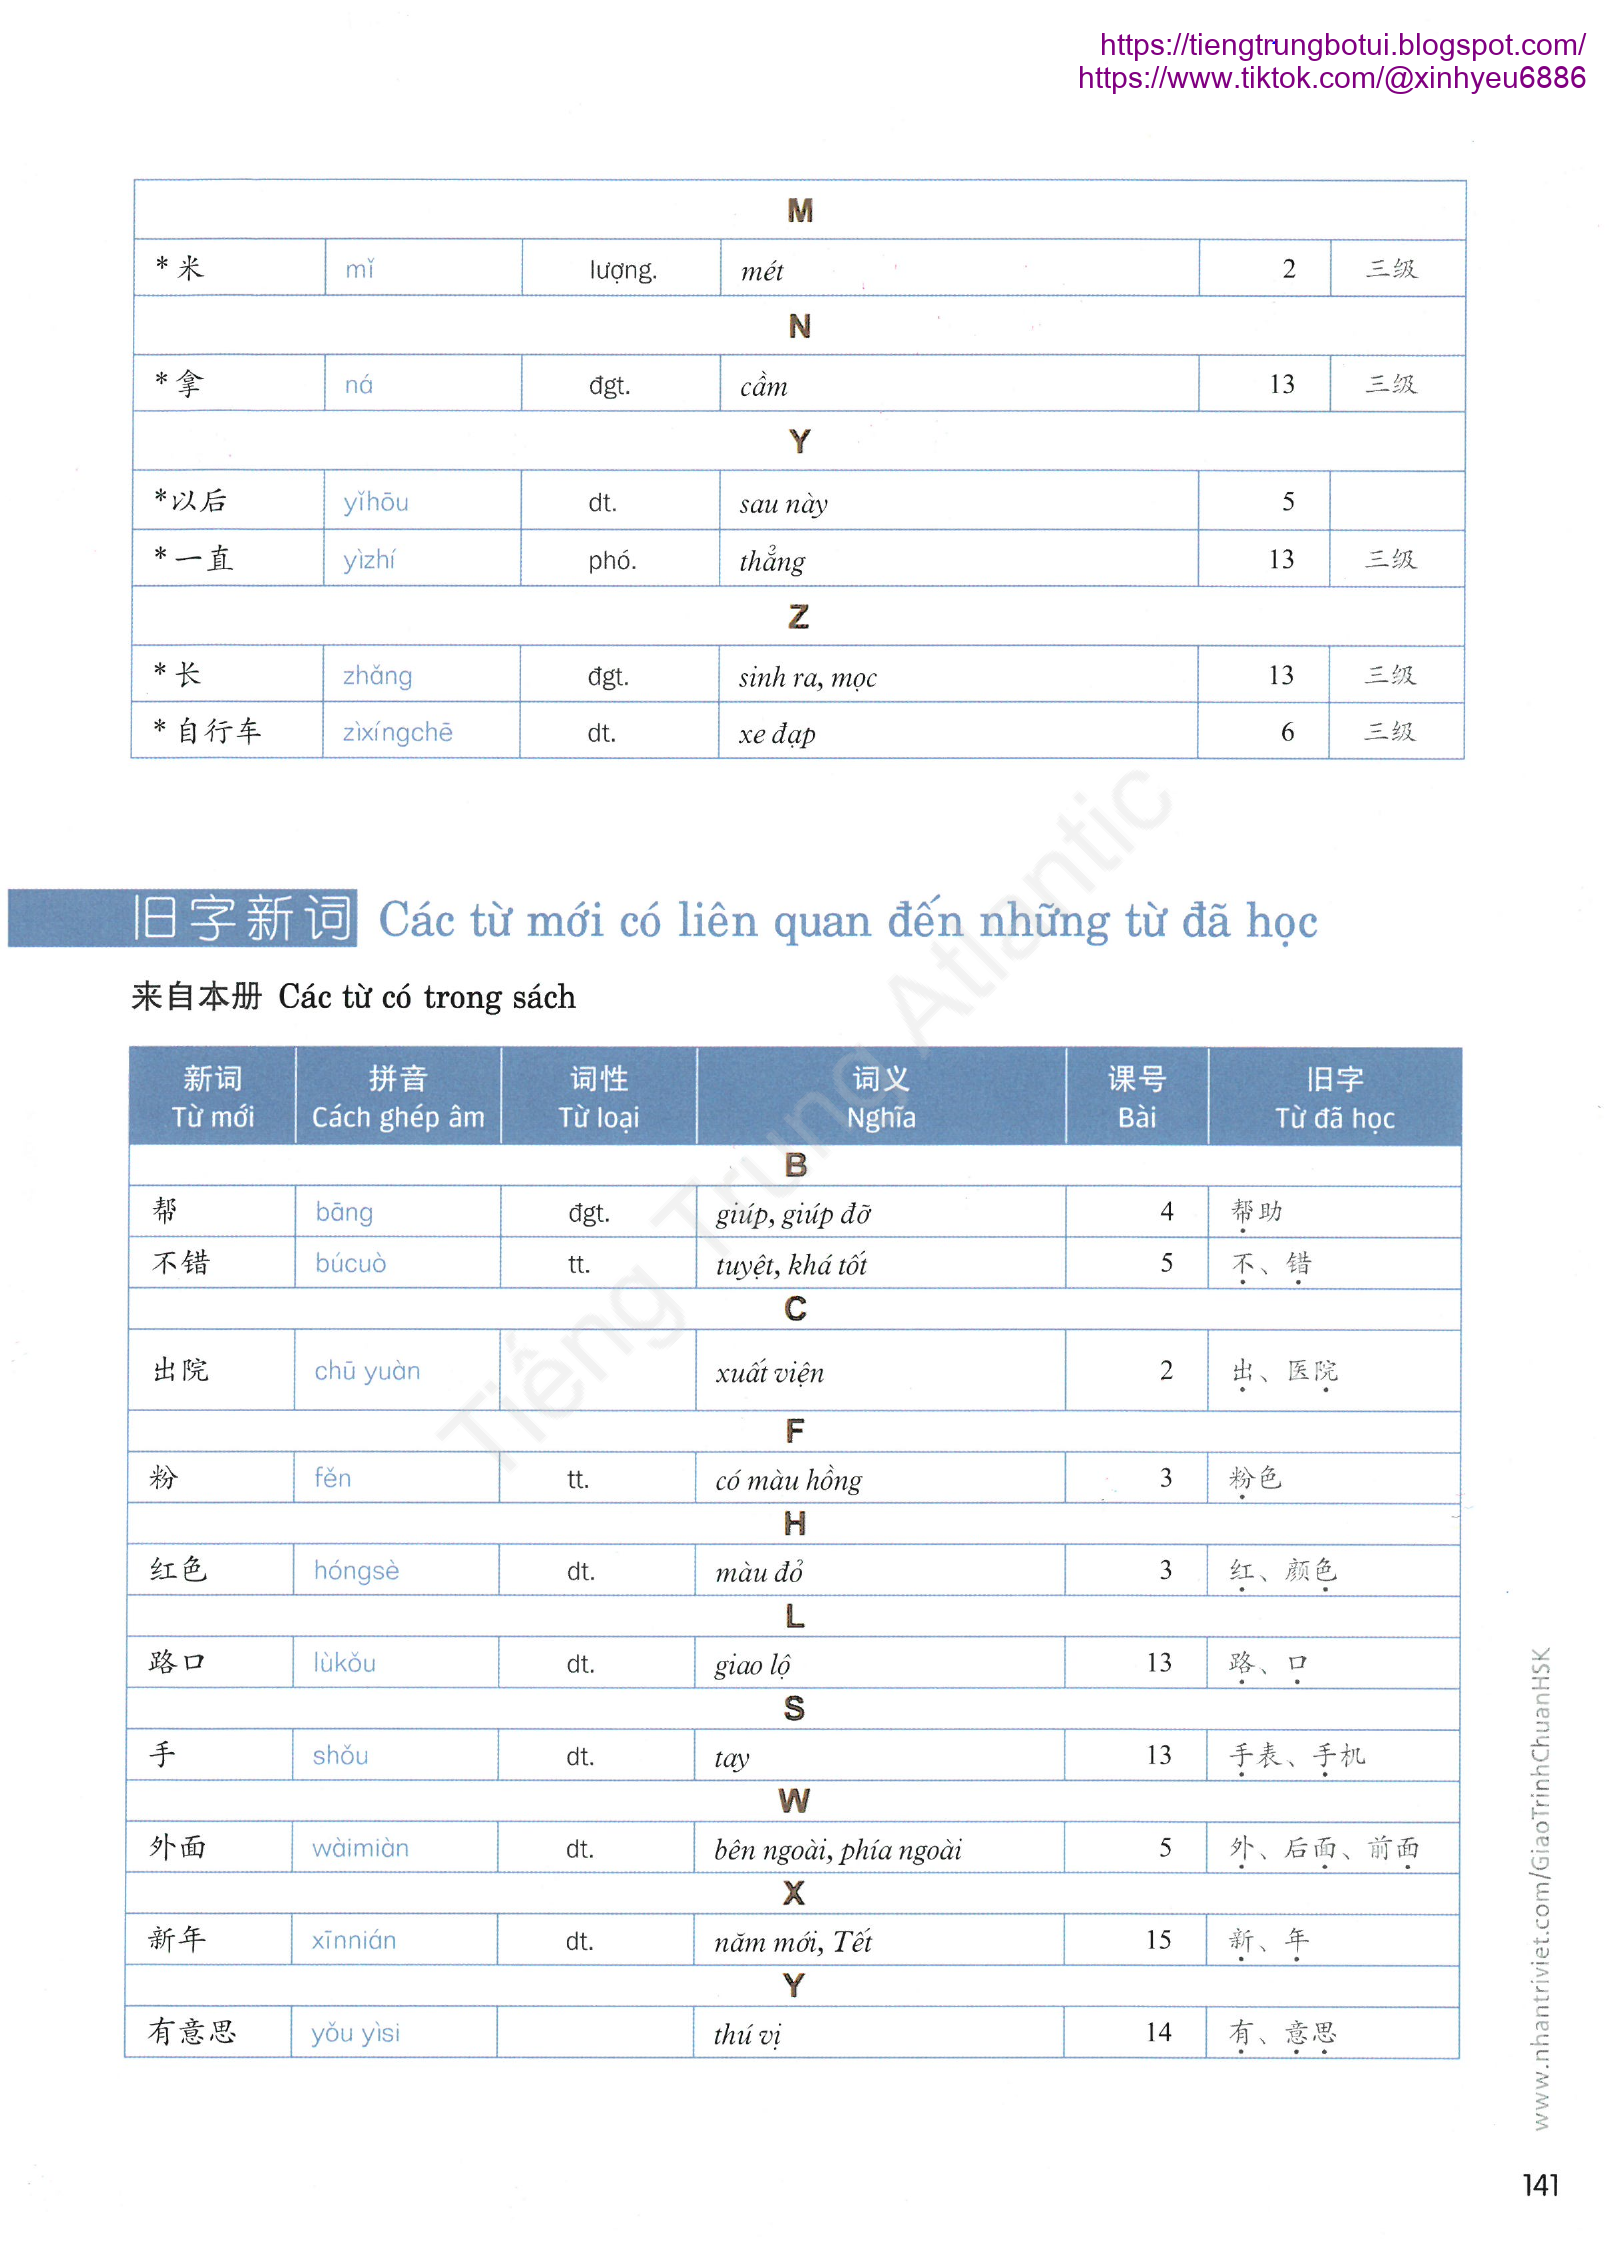 https://tiengtrungbotui.blogspot.com/
https://www.tiktok.com/@xinhyeu6886
M
*米 mǐ lượng. mét 2 三级
N
*拿 ná đgt. cầm 13 三级
Y
*以后 yǐhōu dt. sau này 5
*一直 yìzhí phó. thẳng 13 三级
Z
*长 zhǎng đgt. sinh ra, mọc 13 三级
*自行车 zìxíngchē dt. xe đạp 6 三级
旧字新词 Các từ mới có liên quan đến những từ đã học
来自本册 Các từ có trong sách
新词 拼音 词性 词义 课号 旧字
Từ mới Cách ghép âm Từ loại Nghĩa Bài Từ đã học
B
帮 bāng đgt. giúp, giúp đỡ 4 帮助
不错 búcuò tt. tuyệt, khá tốt 5 不、错
C
出院 chū yuàn xuất viện 2 出、医院
F
粉 fěn tt. có màu hồng 3 粉色
H
红色 hóngsè dt. màu đỏ 3 红、颜色
L
路口 lùkǒu dt. giao lộ 13 路、口
S
手 shǒu dt. tay 13 手表、手机
W
外面 wàimiàn dt. bên ngoài, phía ngoài 5 外、后面、前面
X
新年 xīnnián dt. năm mới, Tết 15 新、年
Y
有意思 yǒu yìsi thú vị 14 有、意思
Tiếng Trung Atlantic
www.nhantriviet.com/GiaoTrinhChuanHSK
141